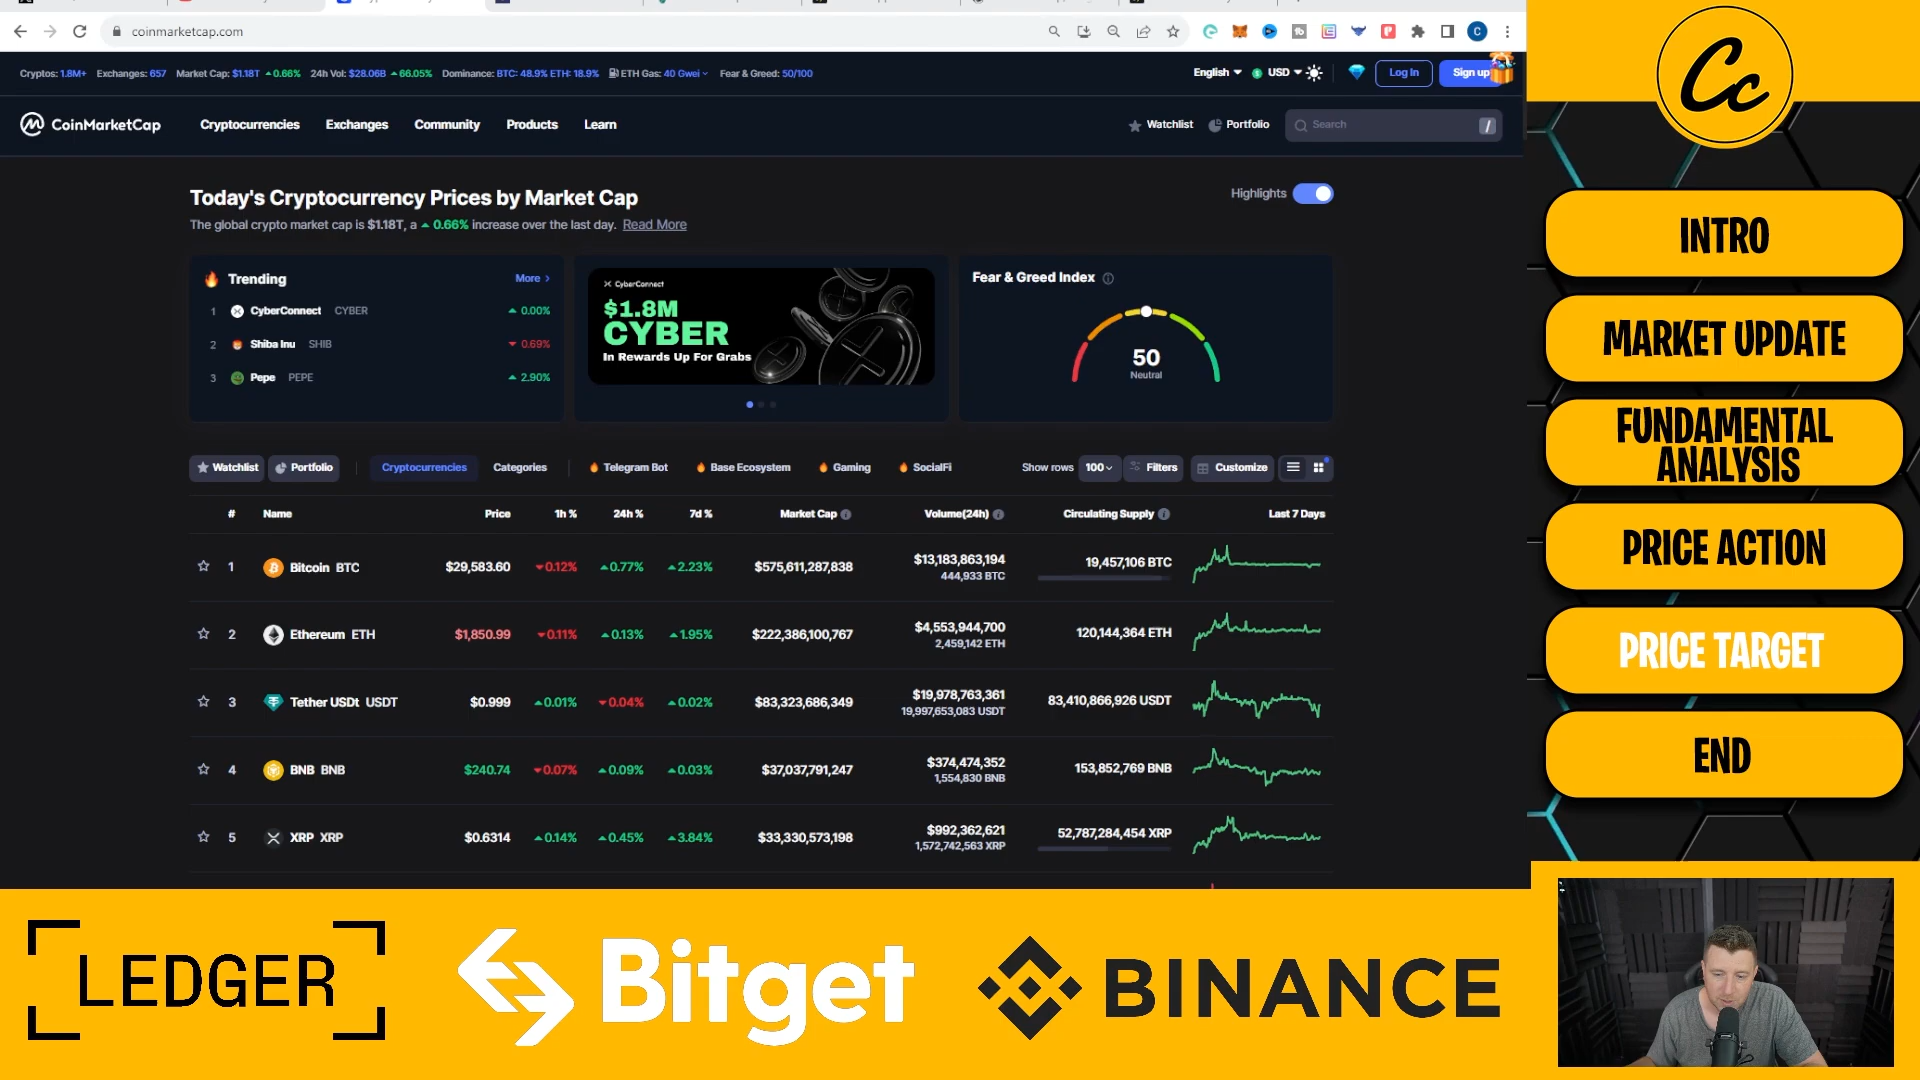 coinmarketcap.com
C
Cryptos: 1.8M+ Exchanges: 657 Market Cap: $1.18T 0.66% 24h Vol: $28.06B 66.05% Dominance: BTC: 48.9% ETH: 18.9% ETH Gas: 40 Gwei Fear & Greed: 50/100
English USD Log In Sign up
CoinMarketCap Cryptocurrencies Exchanges Community Products Learn
Watchlist Portfolio Search /
Today's Cryptocurrency Prices by Market Cap
Highlights
The global crypto market cap is $1.18T, a 0.66% increase over the last day. Read More
Trending More >
1 CyberConnect CYBER 0.00%
2 Shiba Inu SHIB 0.69%
3 Pepe PEPE 2.90%
CyberConnect
$1.8M
CYBER
In Rewards Up For Grabs
Fear & Greed Index
50
Neutral
Watchlist Portfolio Cryptocurrencies Categories Telegram Bot Base Ecosystem Gaming SocialFi Show rows 100 Filters Customize
# Name Price 1h % 24h % 7d % Market Cap Volume(24h) Circulating Supply Last 7 Days
1 Bitcoin BTC $29,583.60 0.12% 0.77% 2.23% $575,611,287,838 $13,183,863,194 19,457,106 BTC
444,933 BTC
2 Ethereum ETH $1,850.99 0.11% 0.13% 1.95% $222,386,100,767 $4,553,944,700 120,144,364 ETH
2,459,142 ETH
3 Tether USDt USDT $0.999 0.01% 0.04% 0.02% $83,323,686,349 $19,978,763,361 83,410,866,926 USDT
19,997,653,083 USDT
4 BNB BNB $240.74 0.07% 0.09% 0.03% $37,037,791,247 $374,474,352 153,852,769 BNB
1,554,830 BNB
5 XRP XRP $0.6314 0.14% 0.45% 3.84% $33,330,573,198 $992,362,621 52,787,284,454 XRP
1,572,742,563 XRP
Cc
INTRO
MARKET UPDATE
FUNDAMENTAL
ANALYSIS
PRICE ACTION
PRICE TARGET
END
LEDGER
Bitget
BINANCE